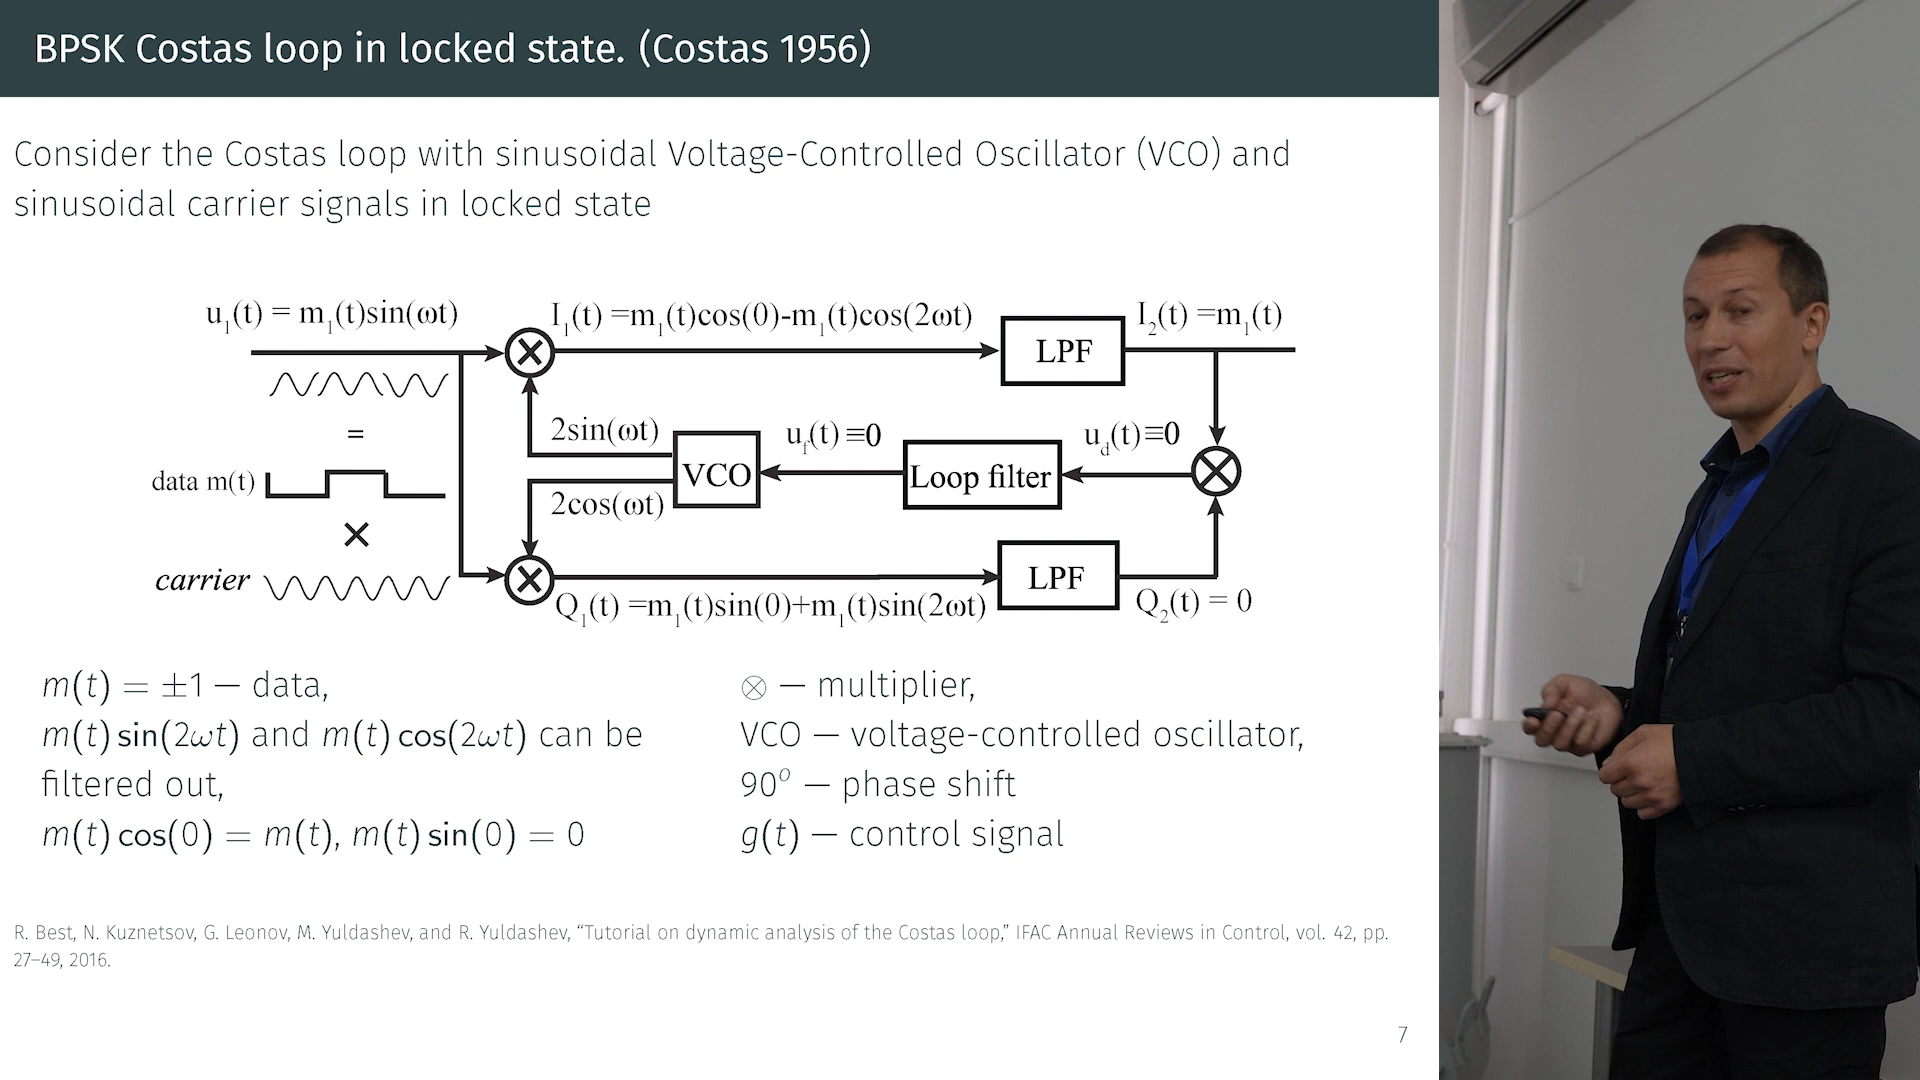 BPSK Costas loop in locked state. (Costas 1956)
Consider the Costas loop with sinusoidal Voltage-Controlled Oscillator (VCO) and
sinusoidal carrier signals in locked state
u₁(t) = m₁(t)sin(ωt)
I₁(t) =m₁(t)cos(0)-m₁(t)cos(2ωt)
LPF
I₂(t) =m₁(t)
=
data m(t)
×
carrier
2sin(ωt)
VCO
2cos(ωt)
u_f(t) ≡0
Loop filter
u_d(t)≡0
Q₁(t) =m₁(t)sin(0)+m₁(t)sin(2ωt)
LPF
Q₂(t) = 0
m(t) = ±1 — data,
m(t) sin(2ωt) and m(t) cos(2ωt) can be
filtered out,
m(t) cos(0) = m(t), m(t) sin(0) = 0
⊗ — multiplier,
VCO — voltage-controlled oscillator,
90° — phase shift
g(t) — control signal
R. Best, N. Kuznetsov, G. Leonov, M. Yuldashev, and R. Yuldashev, “Tutorial on dynamic analysis of the Costas loop,” IFAC Annual Reviews in Control, vol. 42, pp.
27–49, 2016.
7